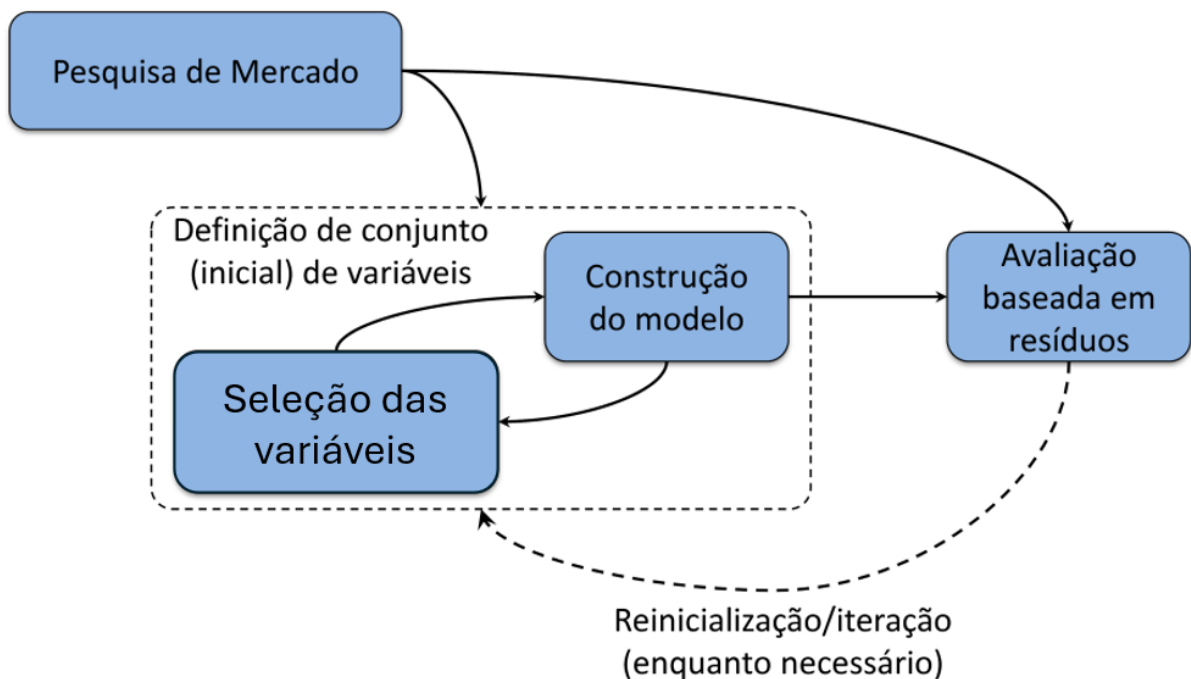 Pesquisa de Mercado
Definição de conjunto
(inicial) de variáveis
Construção
do modelo
Avaliação
baseada em
resíduos
Seleção das
variáveis
Reinicialização/iteração
(enquanto necessário)